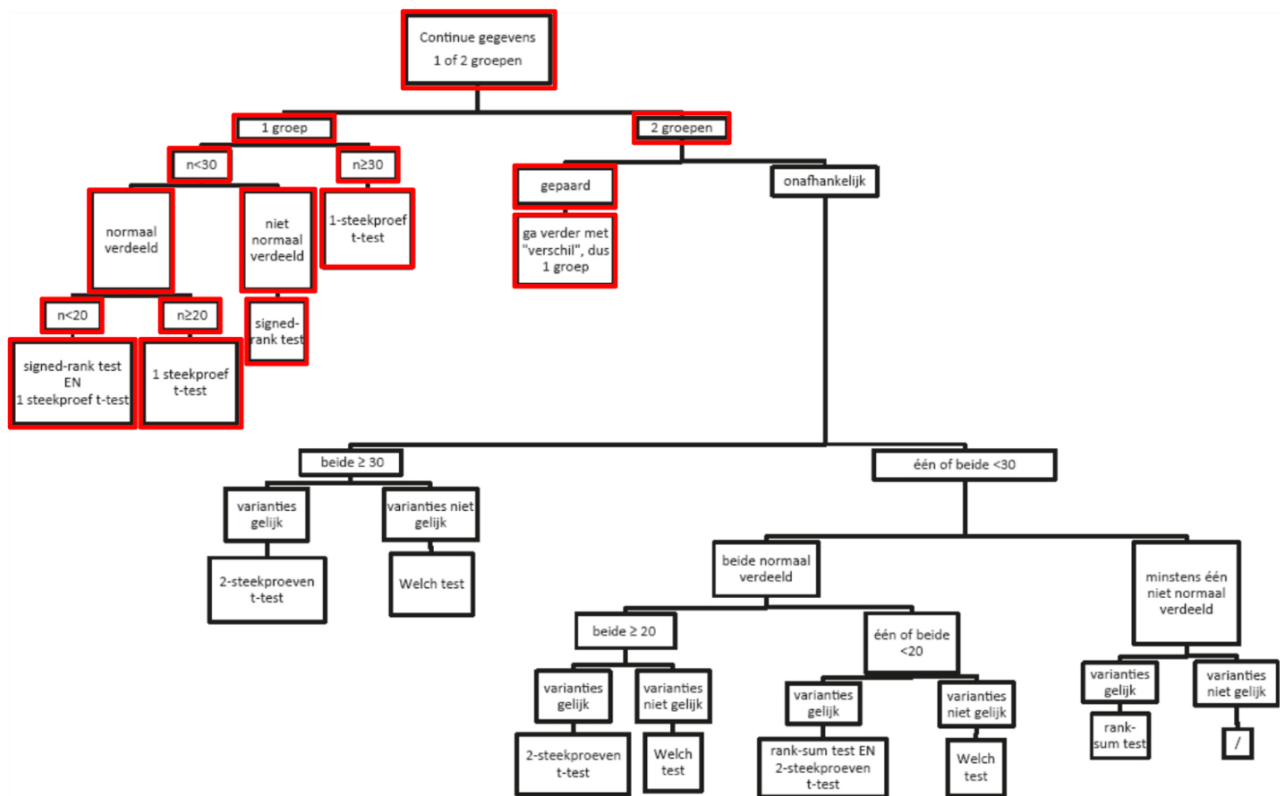 Continue gegevens
1 of 2 groepen
1 groep
2 groepen
n<30
n≥30
gepaard
onafhankelijk
normaal
verdeeld
niet
normaal
verdeeld
1-steekproef
t-test
ga verder met
"verschil", dus
1 groep
n<20
n≥20
signed-
rank test
signed-rank test
EN
1 steekproef t-test
1 steekproef
t-test
beide ≥ 30
één of beide <30
varianties
gelijk
varianties niet
gelijk
2-steekproeven
t-test
Welch test
beide normaal
verdeeld
minstens één
niet normaal
verdeeld
beide ≥ 20
één of beide
<20
varianties
gelijk
varianties
niet gelijk
varianties
gelijk
varianties
niet gelijk
varianties
gelijk
varianties
niet gelijk
2-steekproeven
t-test
Welch
test
rank-sum test EN
2-steekproeven
t-test
Welch
test
rank-
sum test
/